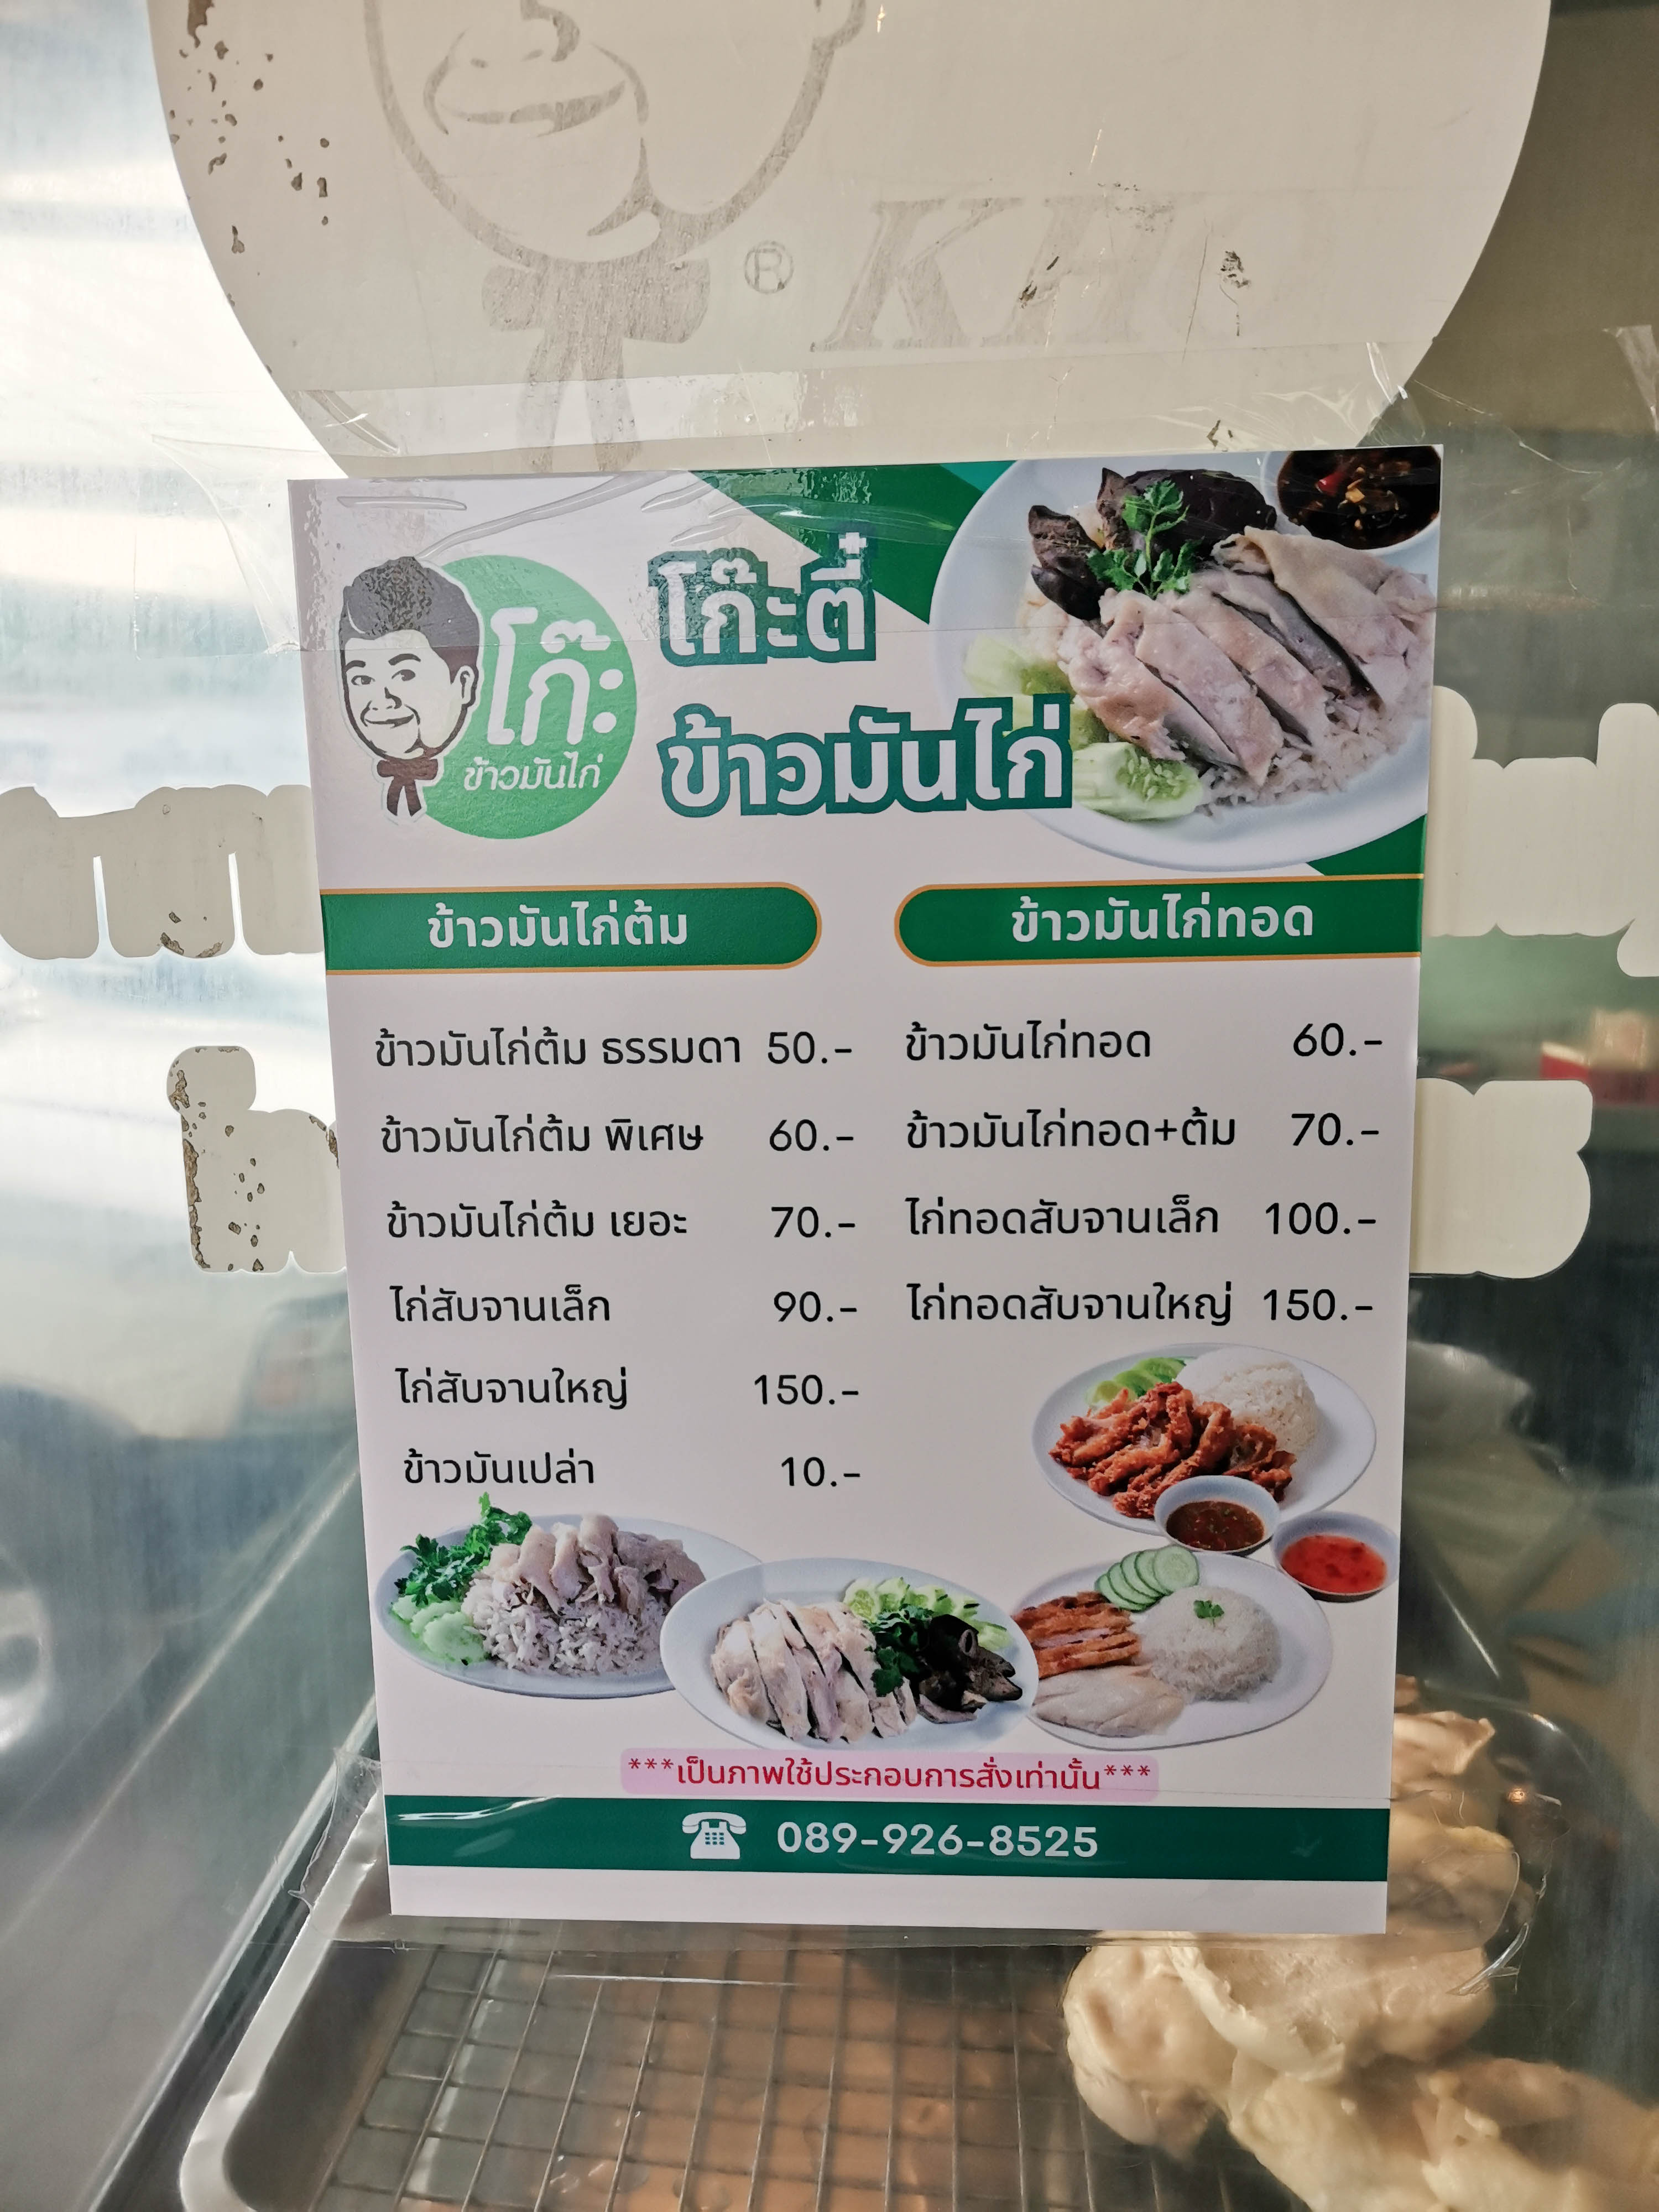 ® KH
โก๊ะ
ข้าวมันไก่
โก๊ะตี๋
ข้าวมันไก่
ข้าวมันไก่ต้ม
ข้าวมันไก่ต้ม ธรรมดา 50.-
ข้าวมันไก่ต้ม พิเศษ 60.-
ข้าวมันไก่ต้ม เยอะ 70.-
ไก่สับจานเล็ก 90.-
ไก่สับจานใหญ่ 150.-
ข้าวมันเปล่า 10.-
ข้าวมันไก่ทอด
ข้าวมันไก่ทอด 60.-
ข้าวมันไก่ทอด+ต้ม 70.-
ไก่ทอดสับจานเล็ก 100.-
ไก่ทอดสับจานใหญ่ 150.-
***เป็นภาพใช้ประกอบการสั่งเท่านั้น***
089-926-8525